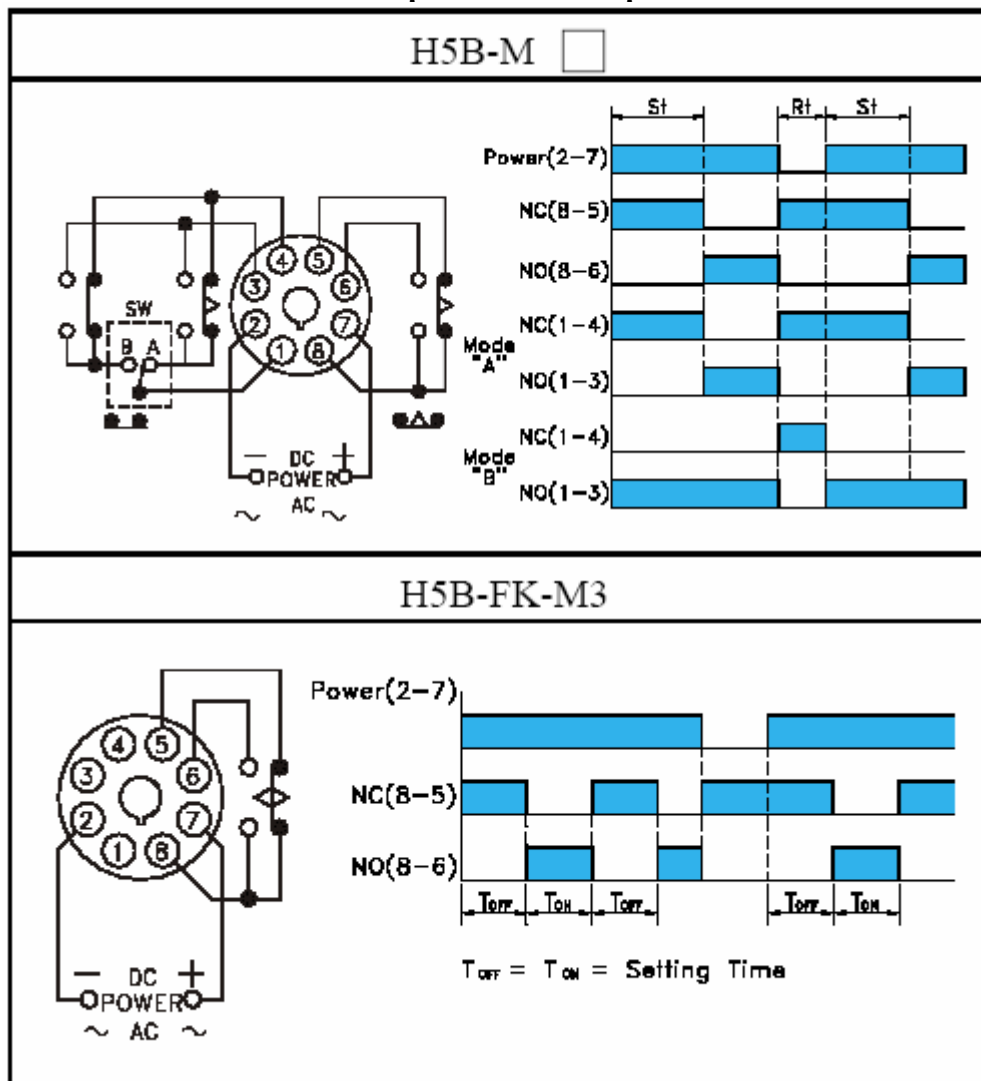 H5B-M
St Rt St
Power(2-7)
NC(8-5)
NO(8-6)
Mode "A"
NC(1-4)
NO(1-3)
Mode "B"
NC(1-4)
NO(1-3)
SW
B A
1 2 3 4 5 6 7 8
− DC +
POWER
~ AC ~
H5B-FK-M3
Power(2-7)
NC(8-5)
NO(8-6)
TOFF TON TOFF TOFF TON
TOFF = TON = Setting Time
1 2 3 4 5 6 7 8
− DC +
POWER
~ AC ~